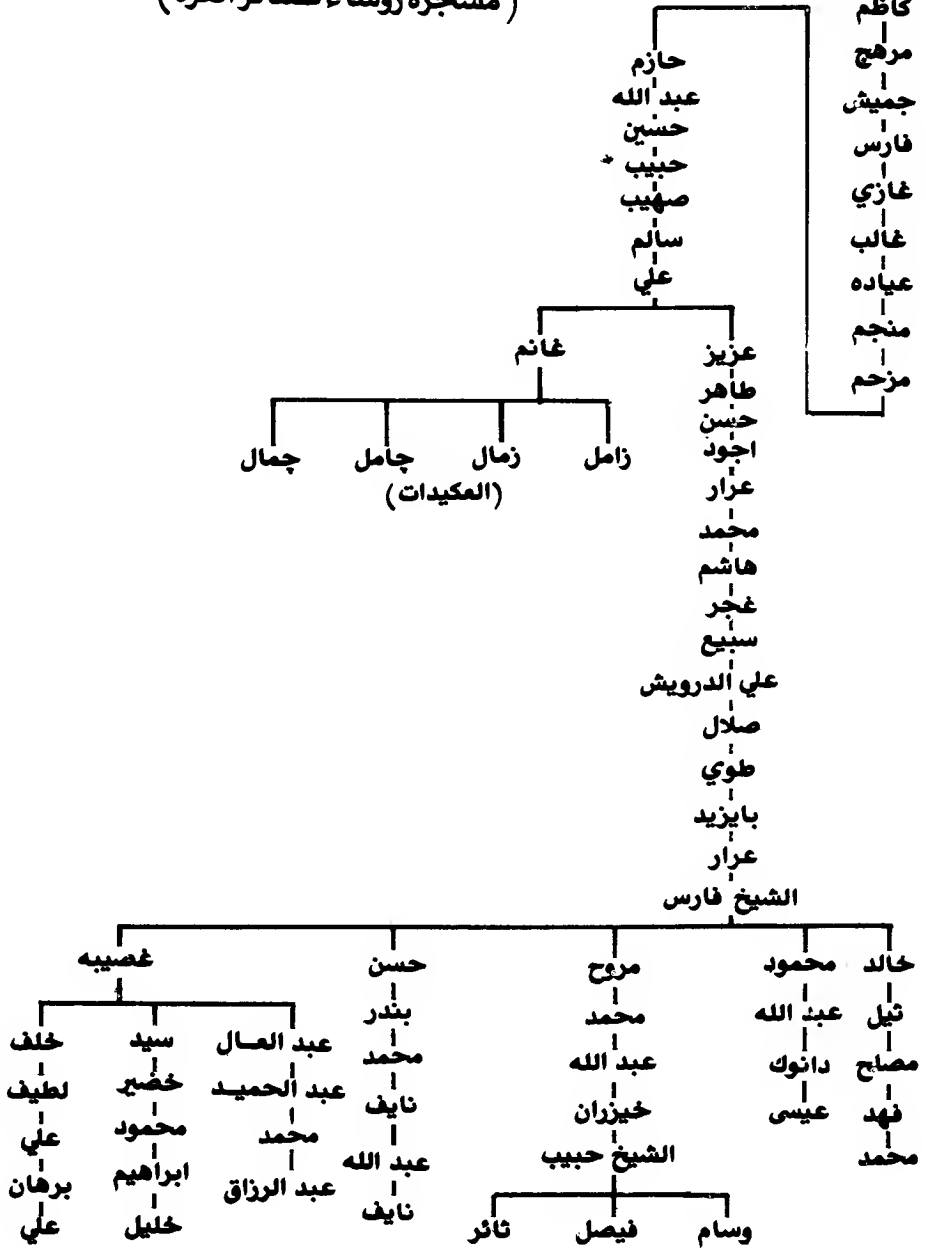 كاظم
مرهج
جميش
فارس
غازي
غالب
عياده
منجم
مزحم
حازم
عبد الله
حسين
حبيب *
صهيب
سالم
علي
عزيز
غانم
طاهر
حسن
اجود
زامل
زمال
چامل
چمال
(العكيدات)
عرار
محمد
هاشم
غجر
سبيع
علي الدرويش
صلال
طوي
بايزيد
عرار
الشيخ فارس
خالد
ثيل
مصلح
فهد
محمد
محمود
عبد الله
دانوك
عيسى
مروح
محمد
عبد الله
خيزران
الشيخ حبيب
وسام
فيصل
ثائر
حسن
بندر
محمد
نايف
عبد الله
نايف
غصيبه
عبد العال
عبد الحميد
محمد
عبد الرزاق
سيد
خضير
محمود
ابراهيم
خليل
خلف
لطيف
علي
برهان
علي